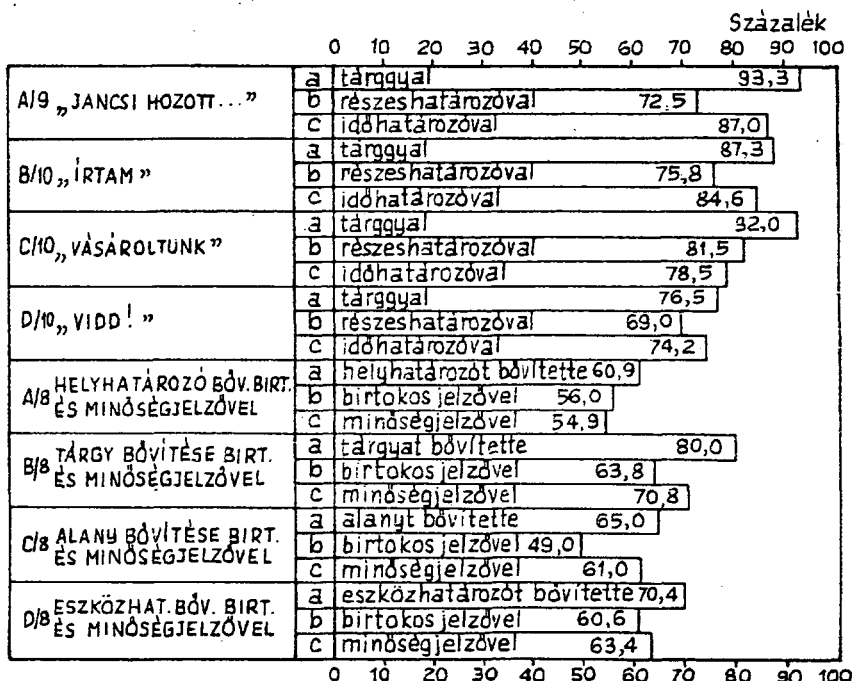 Százalék
0 10 20 30 40 50 60 70 80 90 100
A/9 „JANCSI HOZOTT..."
a tárggyal 93,3
b részeshatározóval 72,5
c időhatározóval 87,0
B/10 „ÍRTAM"
a tárggyal 87,3
b részeshatározóval 75,8
c időhatározóval 84,6
C/10 „VÁSÁROLTUNK"
a tárggyal 92,0
b részeshatározóval 81,5
c időhatározóval 78,5
D/10 „VIDD!"
a tárggyal 76,5
b részeshatározóval 69,0
c időhatározóval 74,2
A/8 HELYHATÁROZÓ BŐV. BIRT.
ÉS MINŐSÉGJELZŐVEL
a helyhatározót bővítette 60,9
b birtokos jelzővel 56,0
c minőségjelzővel 54,9
B/8 TÁRGY BŐVÍTÉSE BIRT.
ÉS MINŐSÉGJELZŐVEL
a tárgyat bővítette 80,0
b birtokos jelzővel 63,8
c minőségjelzővel 70,8
C/8 ALANY BŐVÍTÉSE BIRT.
ÉS MINŐSÉGJELZŐVEL
a alanyt bővítette 65,0
b birtokos jelzővel 49,0
c minőségjelzővel 61,0
D/8 ESZKÖZHAT. BŐV. BIRT.
ÉS MINŐSÉGJELZŐVEL
a eszközhatározót bővítette 70,4
b birtokos jelzővel 60,6
c minőségjelzővel 63,4
0 10 20 30 40 50 60 70 80 90 100